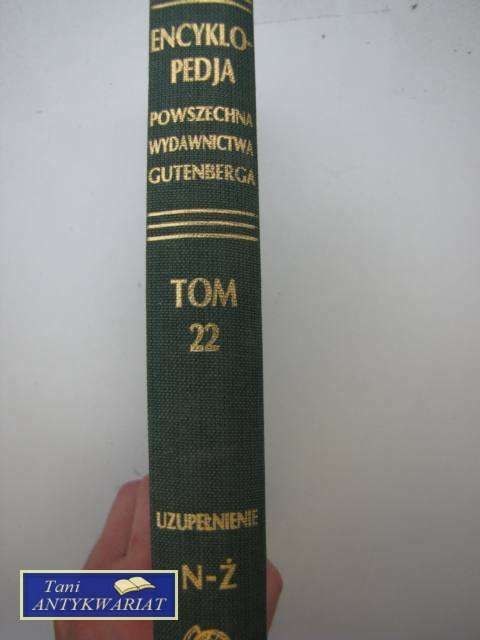 ENCYKLO-
PEDJA
POWSZECHNA
WYDAWNICTWA
GUTENBERGA
TOM
22
UZUPEŁNIENIE
N-Ż
Tani
ANTYKWARIAT